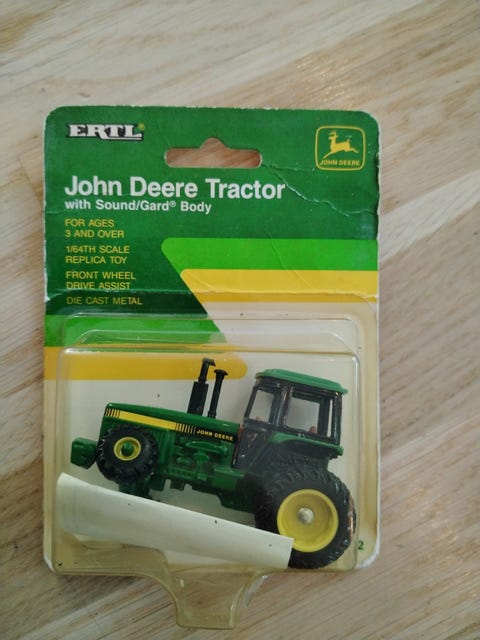 ERTL®
JOHN DEERE
John Deere Tractor
with Sound/Gard® Body
FOR AGES
3 AND OVER
1/64TH SCALE
REPLICA TOY
FRONT WHEEL
DRIVE ASSIST
DIE CAST METAL
JOHN DEERE
2